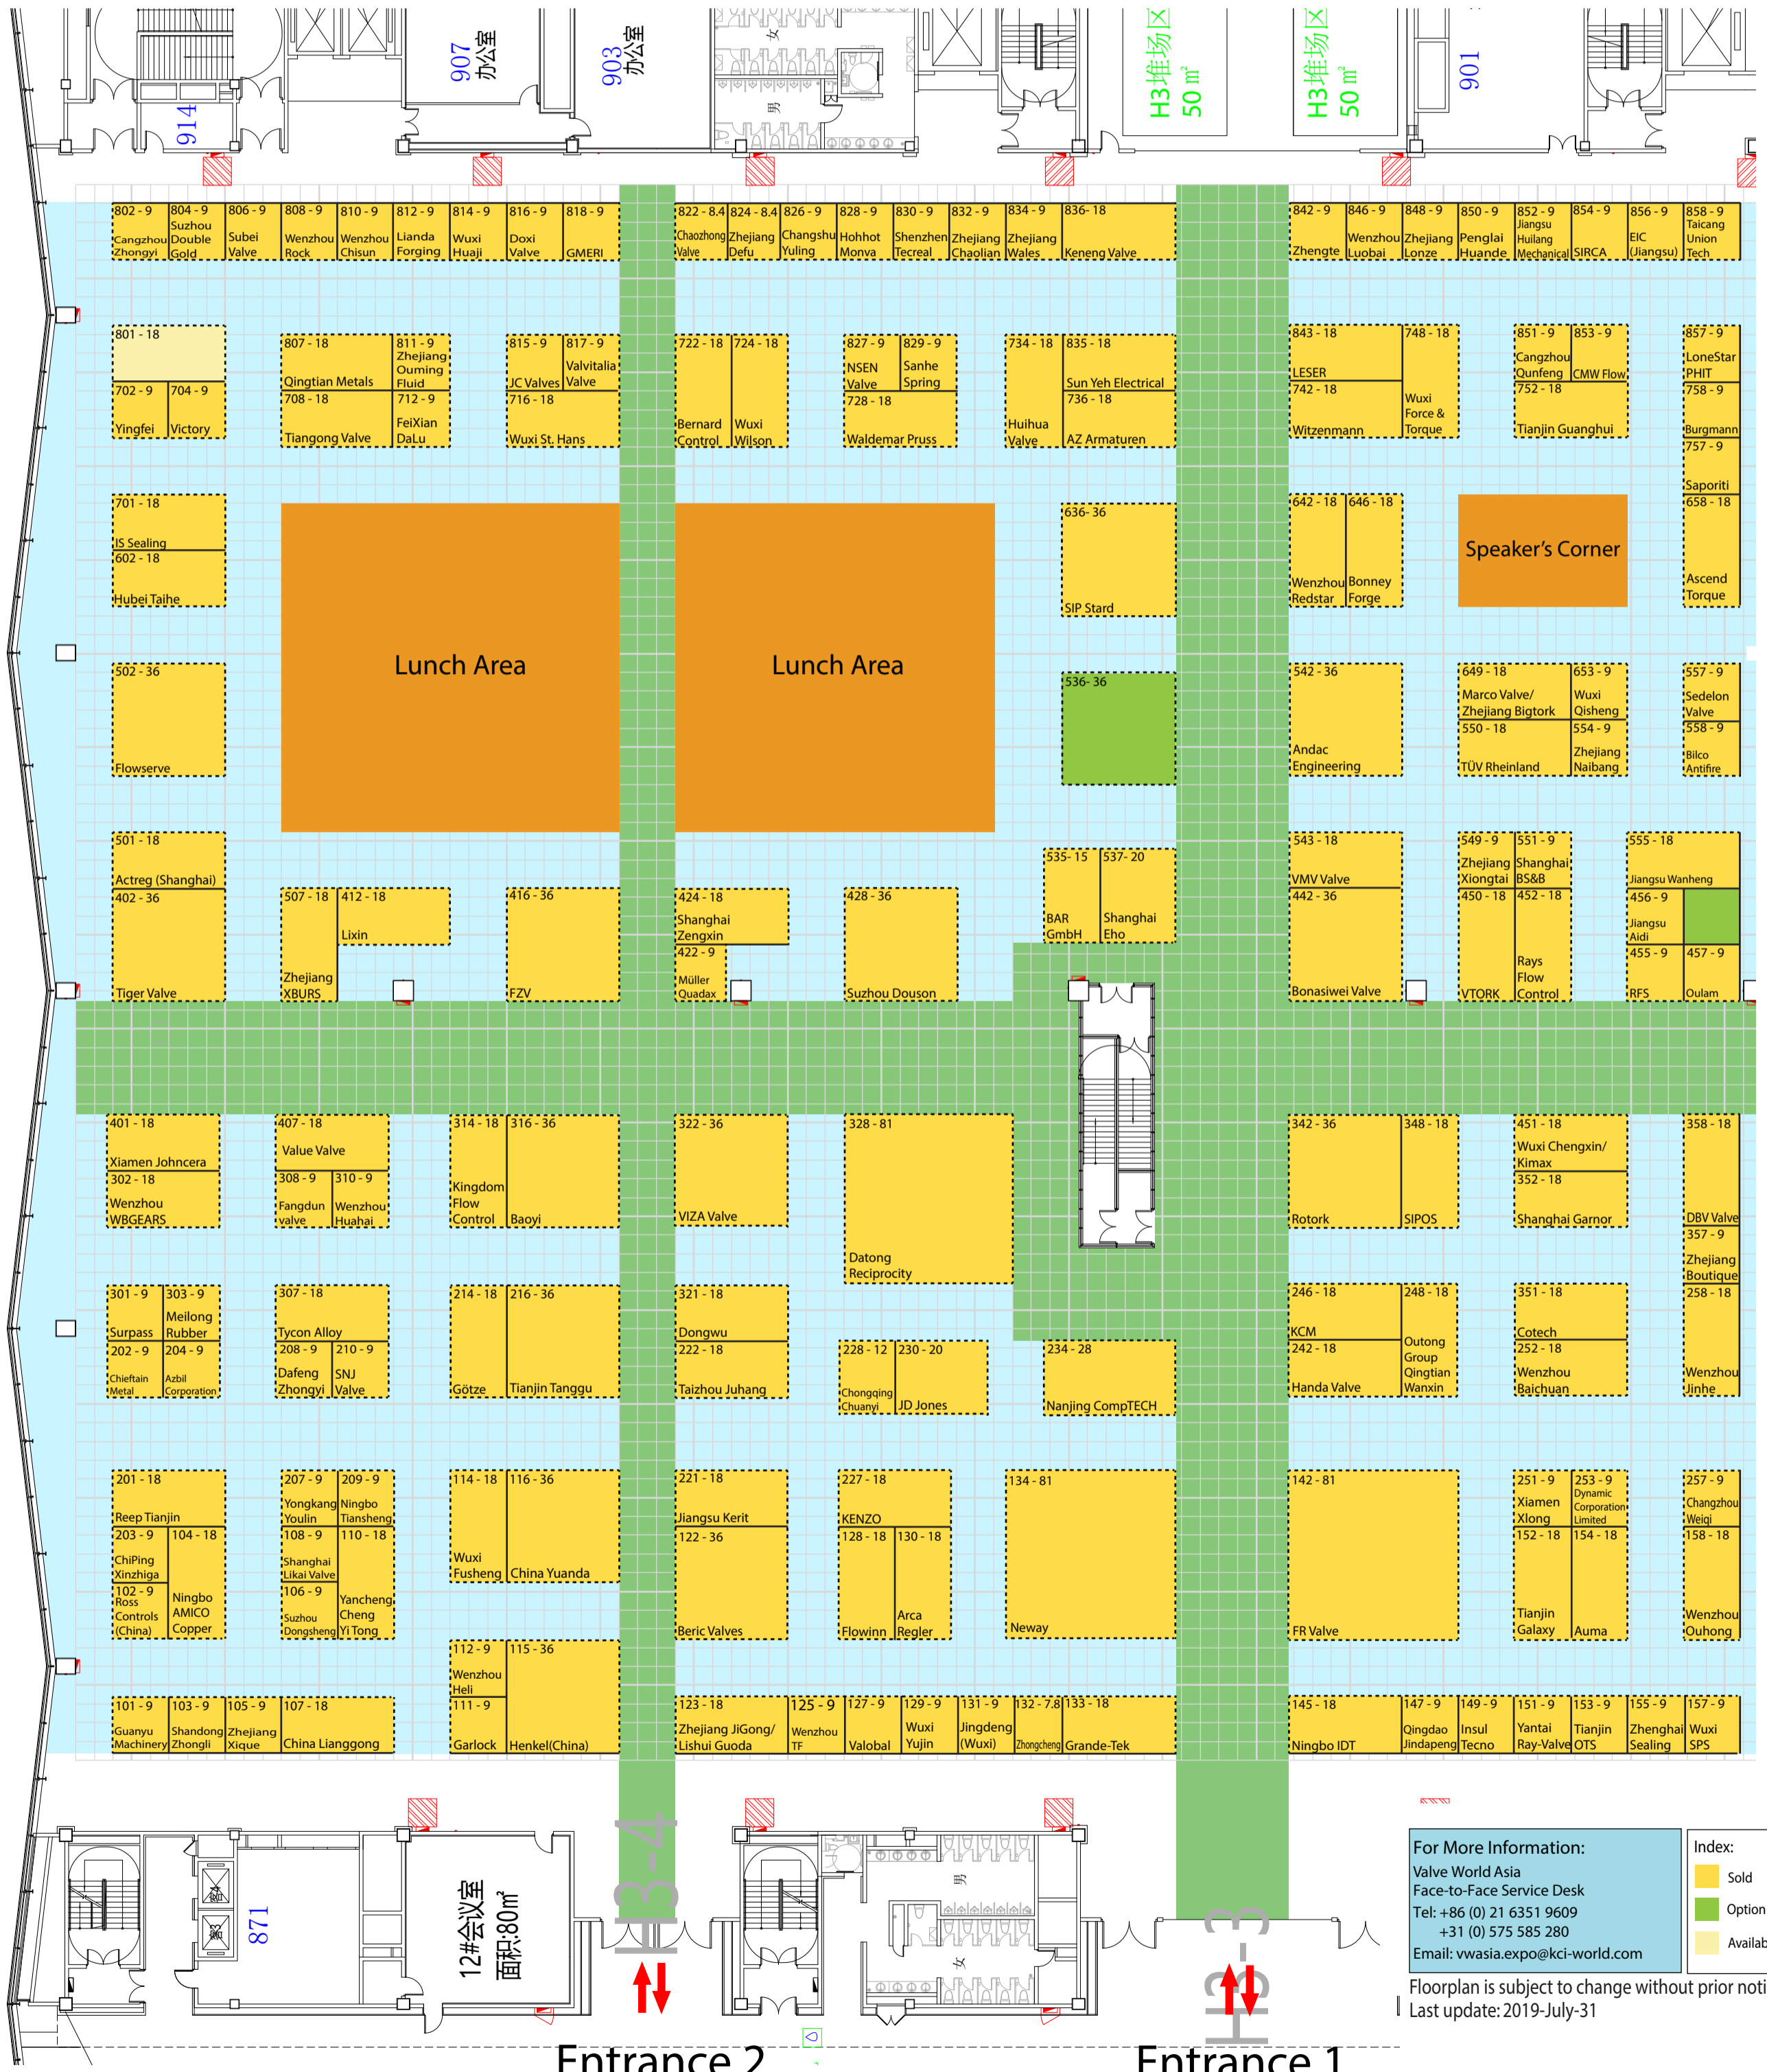 907
办公室
903
办公室
女
男
H3堆场区
50 ㎡
H3堆场区
50 ㎡
901
914
802 - 9
Cangzhou
Zhongyi
804 - 9
Suzhou
Double
Gold
806 - 9
Subei
Valve
808 - 9
Wenzhou
Rock
810 - 9
Wenzhou
Chisun
812 - 9
Lianda
Forging
814 - 9
Wuxi
Huaji
816 - 9
Doxi
Valve
818 - 9
GMERI
822 - 8.4
Chaozhong
Valve
824 - 8.4
Zhejiang
Defu
826 - 9
Changshu
Yuling
828 - 9
Hohhot
Monva
830 - 9
Shenzhen
Tecreal
832 - 9
Zhejiang
Chaolian
834 - 9
Zhejiang
Wales
836- 18
Keneng Valve
842 - 9
Zhengte
846 - 9
Wenzhou
Luobai
848 - 9
Zhejiang
Lonze
850 - 9
Penglai
Huande
852 - 9
Jiangsu
Huilang
Mechanical
854 - 9
SIRCA
856 - 9
EIC
(Jiangsu)
858 - 9
Taicang
Union
Tech
801 - 18
702 - 9
Yingfei
704 - 9
Victory
807 - 18
Qingtian Metals
811 - 9
Zhejiang
Ouming
Fluid
708 - 18
Tiangong Valve
712 - 9
FeiXian
DaLu
815 - 9
JC Valves
817 - 9
Valvitalia
Valve
716 - 18
Wuxi St. Hans
722 - 18
Bernard
Control
724 - 18
Wuxi
Wilson
827 - 9
NSEN
Valve
829 - 9
Sanhe
Spring
728 - 18
Waldemar Pruss
734 - 18
Huihua
Valve
835 - 18
Sun Yeh Electrical
736 - 18
AZ Armaturen
843 - 18
LESER
742 - 18
Witzenmann
748 - 18
Wuxi
Force &
Torque
851 - 9
Cangzhou
Qunfeng
853 - 9
CMW Flow
752 - 18
Tianjin Guanghui
857 - 9
LoneStar
PHIT
758 - 9
Burgmann
757 - 9
Saporiti
658 - 18
Ascend
Torque
701 - 18
IS Sealing
602 - 18
Hubei Taihe
Lunch Area
Lunch Area
636- 36
SIP Stard
642 - 18
Wenzhou
Redstar
646 - 18
Bonney
Forge
Speaker's Corner
502 - 36
Flowserve
536- 36
542 - 36
Andac
Engineering
649 - 18
Marco Valve/
Zhejiang Bigtork
653 - 9
Wuxi
Qisheng
550 - 18
TÜV Rheinland
554 - 9
Zhejiang
Naibang
557 - 9
Sedelon
Valve
558 - 9
Bilco
Antifire
501 - 18
Actreg (Shanghai)
402 - 36
Tiger Valve
507 - 18
Zhejiang
XBURS
412 - 18
Lixin
416 - 36
FZV
424 - 18
Shanghai
Zengxin
422 - 9
Müller
Quadax
428 - 36
Suzhou Douson
535- 15
BAR
GmbH
537- 20
Shanghai
Eho
543 - 18
VMV Valve
442 - 36
Bonasiwei Valve
549 - 9
Zhejiang
Xiongtai
551 - 9
Shanghai
BS&B
450 - 18
VTORK
452 - 18
Rays
Flow
Control
555 - 18
Jiangsu Wanheng
456 - 9
Jiangsu
Aidi
455 - 9
RFS
457 - 9
Oulam
401 - 18
Xiamen Johncera
302 - 18
Wenzhou
WBGEARS
407 - 18
Value Valve
308 - 9
Fangdun
valve
310 - 9
Wenzhou
Huahai
314 - 18
Kingdom
Flow
Control
316 - 36
Baoyi
322 - 36
VIZA Valve
328 - 81
Datong
Reciprocity
342 - 36
Rotork
348 - 18
SIPOS
451 - 18
Wuxi Chengxin/
Kimax
352 - 18
Shanghai Garnor
358 - 18
DBV Valve
357 - 9
Zhejiang
Boutique
258 - 18
Wenzhou
Jinhe
301 - 9
Surpass
303 - 9
Meilong
Rubber
202 - 9
Chieftain
Metal
204 - 9
Azbil
Corporation
307 - 18
Tycon Alloy
208 - 9
Dafeng
Zhongyi
210 - 9
SNJ
Valve
214 - 18
Götze
216 - 36
Tianjin Tanggu
321 - 18
Dongwu
222 - 18
Taizhou Juhang
228 - 12
Chongqing
Chuanyi
230 - 20
JD Jones
234 - 28
Nanjing CompTECH
246 - 18
KCM
242 - 18
Handa Valve
248 - 18
Outong
Group
Qingtian
Wanxin
351 - 18
Cotech
252 - 18
Wenzhou
Baichuan
201 - 18
Reep Tianjin
203 - 9
ChiPing
Xinzhiga
104 - 18
Ningbo
AMICO
Copper
102 - 9
Ross
Controls
(China)
207 - 9
Yongkang
Youlin
209 - 9
Ningbo
Tiansheng
108 - 9
Shanghai
Likai Valve
110 - 18
Yancheng
Cheng
Yi Tong
106 - 9
Suzhou
Dongsheng
114 - 18
Wuxi
Fusheng
116 - 36
China Yuanda
221 - 18
Jiangsu Kerit
122 - 36
Beric Valves
227 - 18
KENZO
128 - 18
Flowinn
130 - 18
Arca
Regler
134 - 81
Neway
142 - 81
FR Valve
251 - 9
Xiamen
Xlong
253 - 9
Dynamic
Corporation
Limited
152 - 18
Tianjin
Galaxy
154 - 18
Auma
257 - 9
Changzhou
Weiqi
158 - 18
Wenzhou
Ouhong
112 - 9
Wenzhou
Heli
111 - 9
Garlock
115 - 36
Henkel(China)
101 - 9
Guanyu
Machinery
103 - 9
Shandong
Zhongli
105 - 9
Zhejiang
Xique
107 - 18
China Lianggong
123 - 18
Zhejiang JiGong/
Lishui Guoda
125 - 9
Wenzhou
TF
127 - 9
Valobal
129 - 9
Wuxi
Yujin
131 - 9
Jingdeng
(Wuxi)
132 - 7.8
Zhongcheng
133 - 18
Grande-Tek
145 - 18
Ningbo IDT
147 - 9
Qingdao
Jindapeng
149 - 9
Insul
Tecno
151 - 9
Yantai
Ray-Valve
153 - 9
Tianjin
OTS
155 - 9
Zhenghai
Sealing
157 - 9
Wuxi
SPS
871
12#会议室
面积:80㎡
H3-4
男
女
H3-3
For More Information:
Valve World Asia
Face-to-Face Service Desk
Tel: +86 (0) 21 6351 9609
+31 (0) 575 585 280
Email: vwasia.expo@kci-world.com
Index:
Sold
Option
Availab
Floorplan is subject to change without prior noti
Last update: 2019-July-31
Entrance 2
Entrance 1